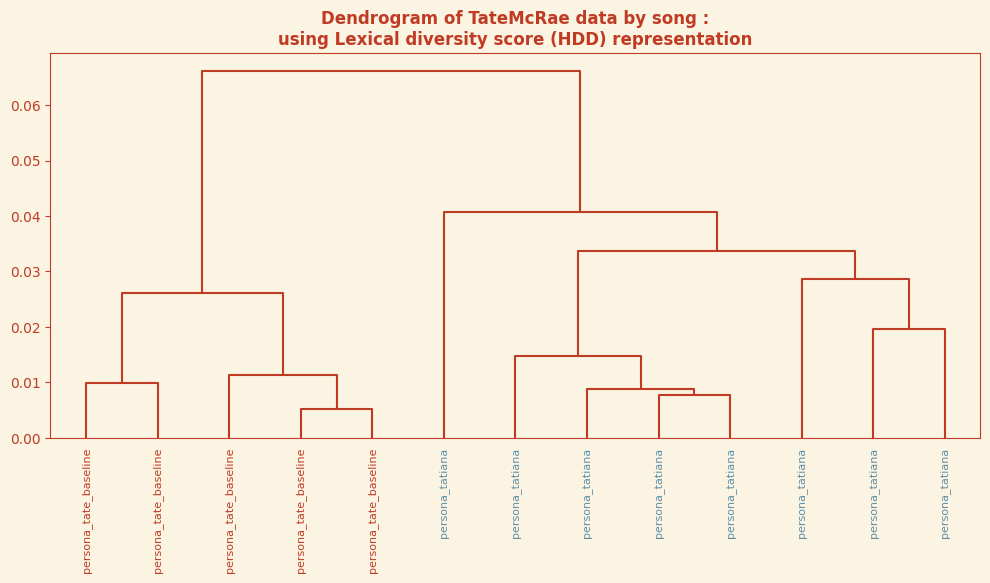 Dendrogram of TateMcRae data by song :
using Lexical diversity score (HDD) representation
0.06
0.05
0.04
0.03
0.02
0.01
0.00
persona_tate_baseline
persona_tate_baseline
persona_tate_baseline
persona_tate_baseline
persona_tate_baseline
persona_tatiana
persona_tatiana
persona_tatiana
persona_tatiana
persona_tatiana
persona_tatiana
persona_tatiana
persona_tatiana